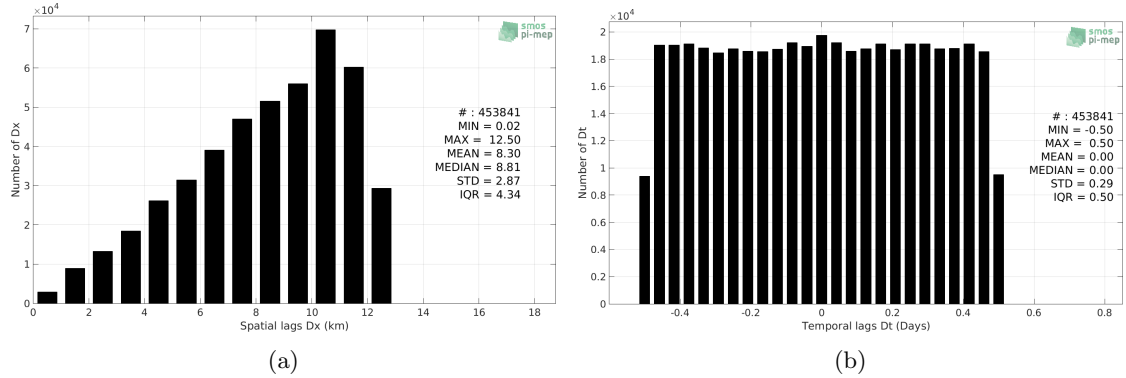 ×10⁴
7
6
5
4
3
2
1
0
Number of Dx
0 2 4 6 8 10 12 14 16 18
Spatial lags Dx (km)
smos
pi-mep
# : 453841
MIN = 0.02
MAX = 12.50
MEAN = 8.30
MEDIAN = 8.81
STD = 2.87
IQR = 4.34
(a)
×10⁴
2
1.8
1.6
1.4
1.2
1
0.8
0.6
0.4
0.2
0
Number of Dt
-0.4 -0.2 0 0.2 0.4 0.6 0.8
Temporal lags Dt (Days)
smos
pi-mep
# : 453841
MIN = -0.50
MAX = 0.50
MEAN = 0.00
MEDIAN = 0.00
STD = 0.29
IQR = 0.50
(b)